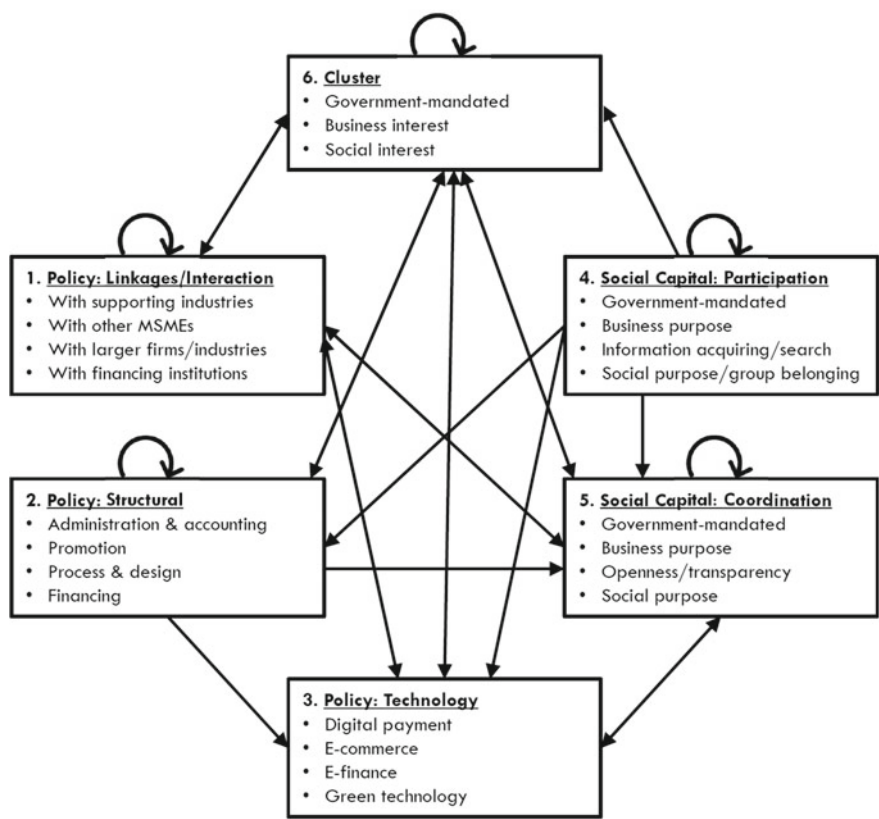 6. Cluster
• Government-mandated
• Business interest
• Social interest
1. Policy: Linkages/Interaction
• With supporting industries
• With other MSMEs
• With larger firms/industries
• With financing institutions
4. Social Capital: Participation
• Government-mandated
• Business purpose
• Information acquiring/search
• Social purpose/group belonging
2. Policy: Structural
• Administration & accounting
• Promotion
• Process & design
• Financing
5. Social Capital: Coordination
• Government-mandated
• Business purpose
• Openness/transparency
• Social purpose
3. Policy: Technology
• Digital payment
• E-commerce
• E-finance
• Green technology